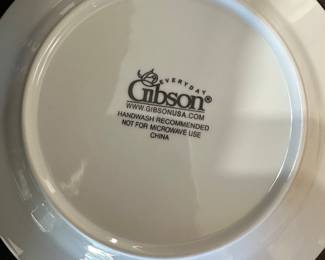 EVERYDAY
Gibson®
WWW.GIBSONUSA.COM
HANDWASH RECOMMENDED
NOT FOR MICROWAVE USE
CHINA